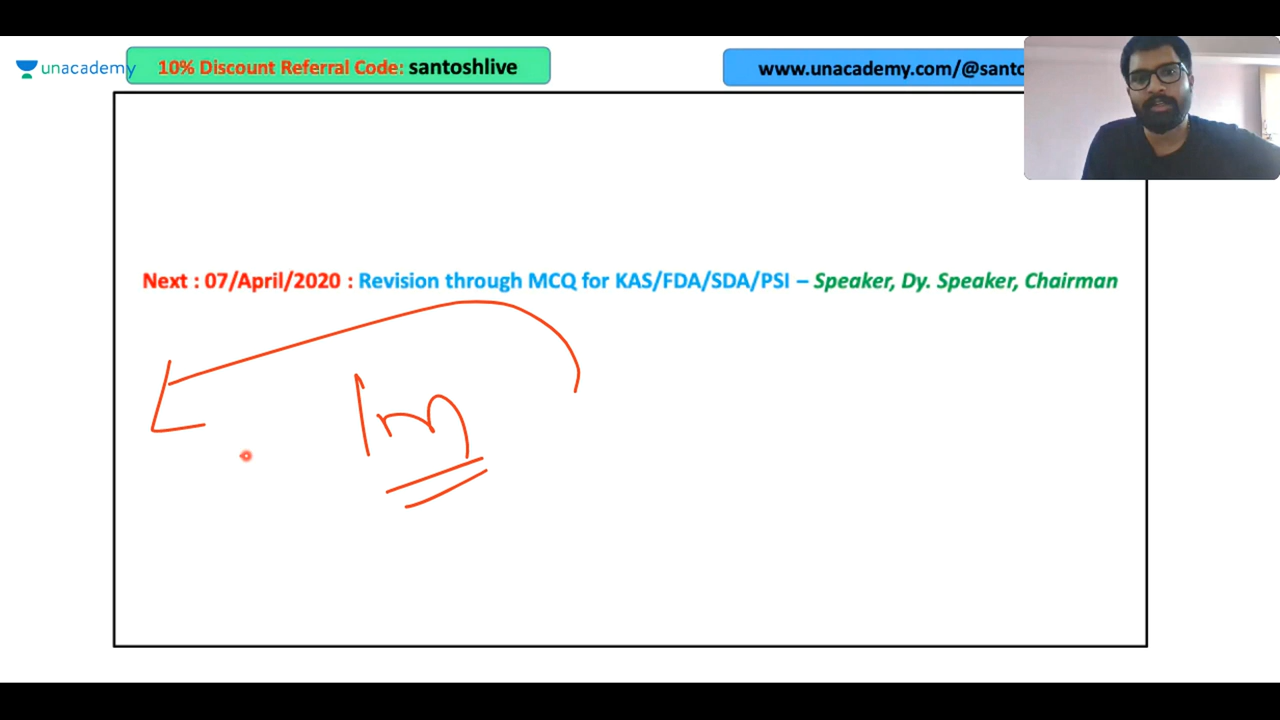 unacademy
10% Discount Referral Code: santoshlive
www.unacademy.com/@santo
Next : 07/April/2020 : Revision through MCQ for KAS/FDA/SDA/PSI – Speaker, Dy. Speaker, Chairman
Im